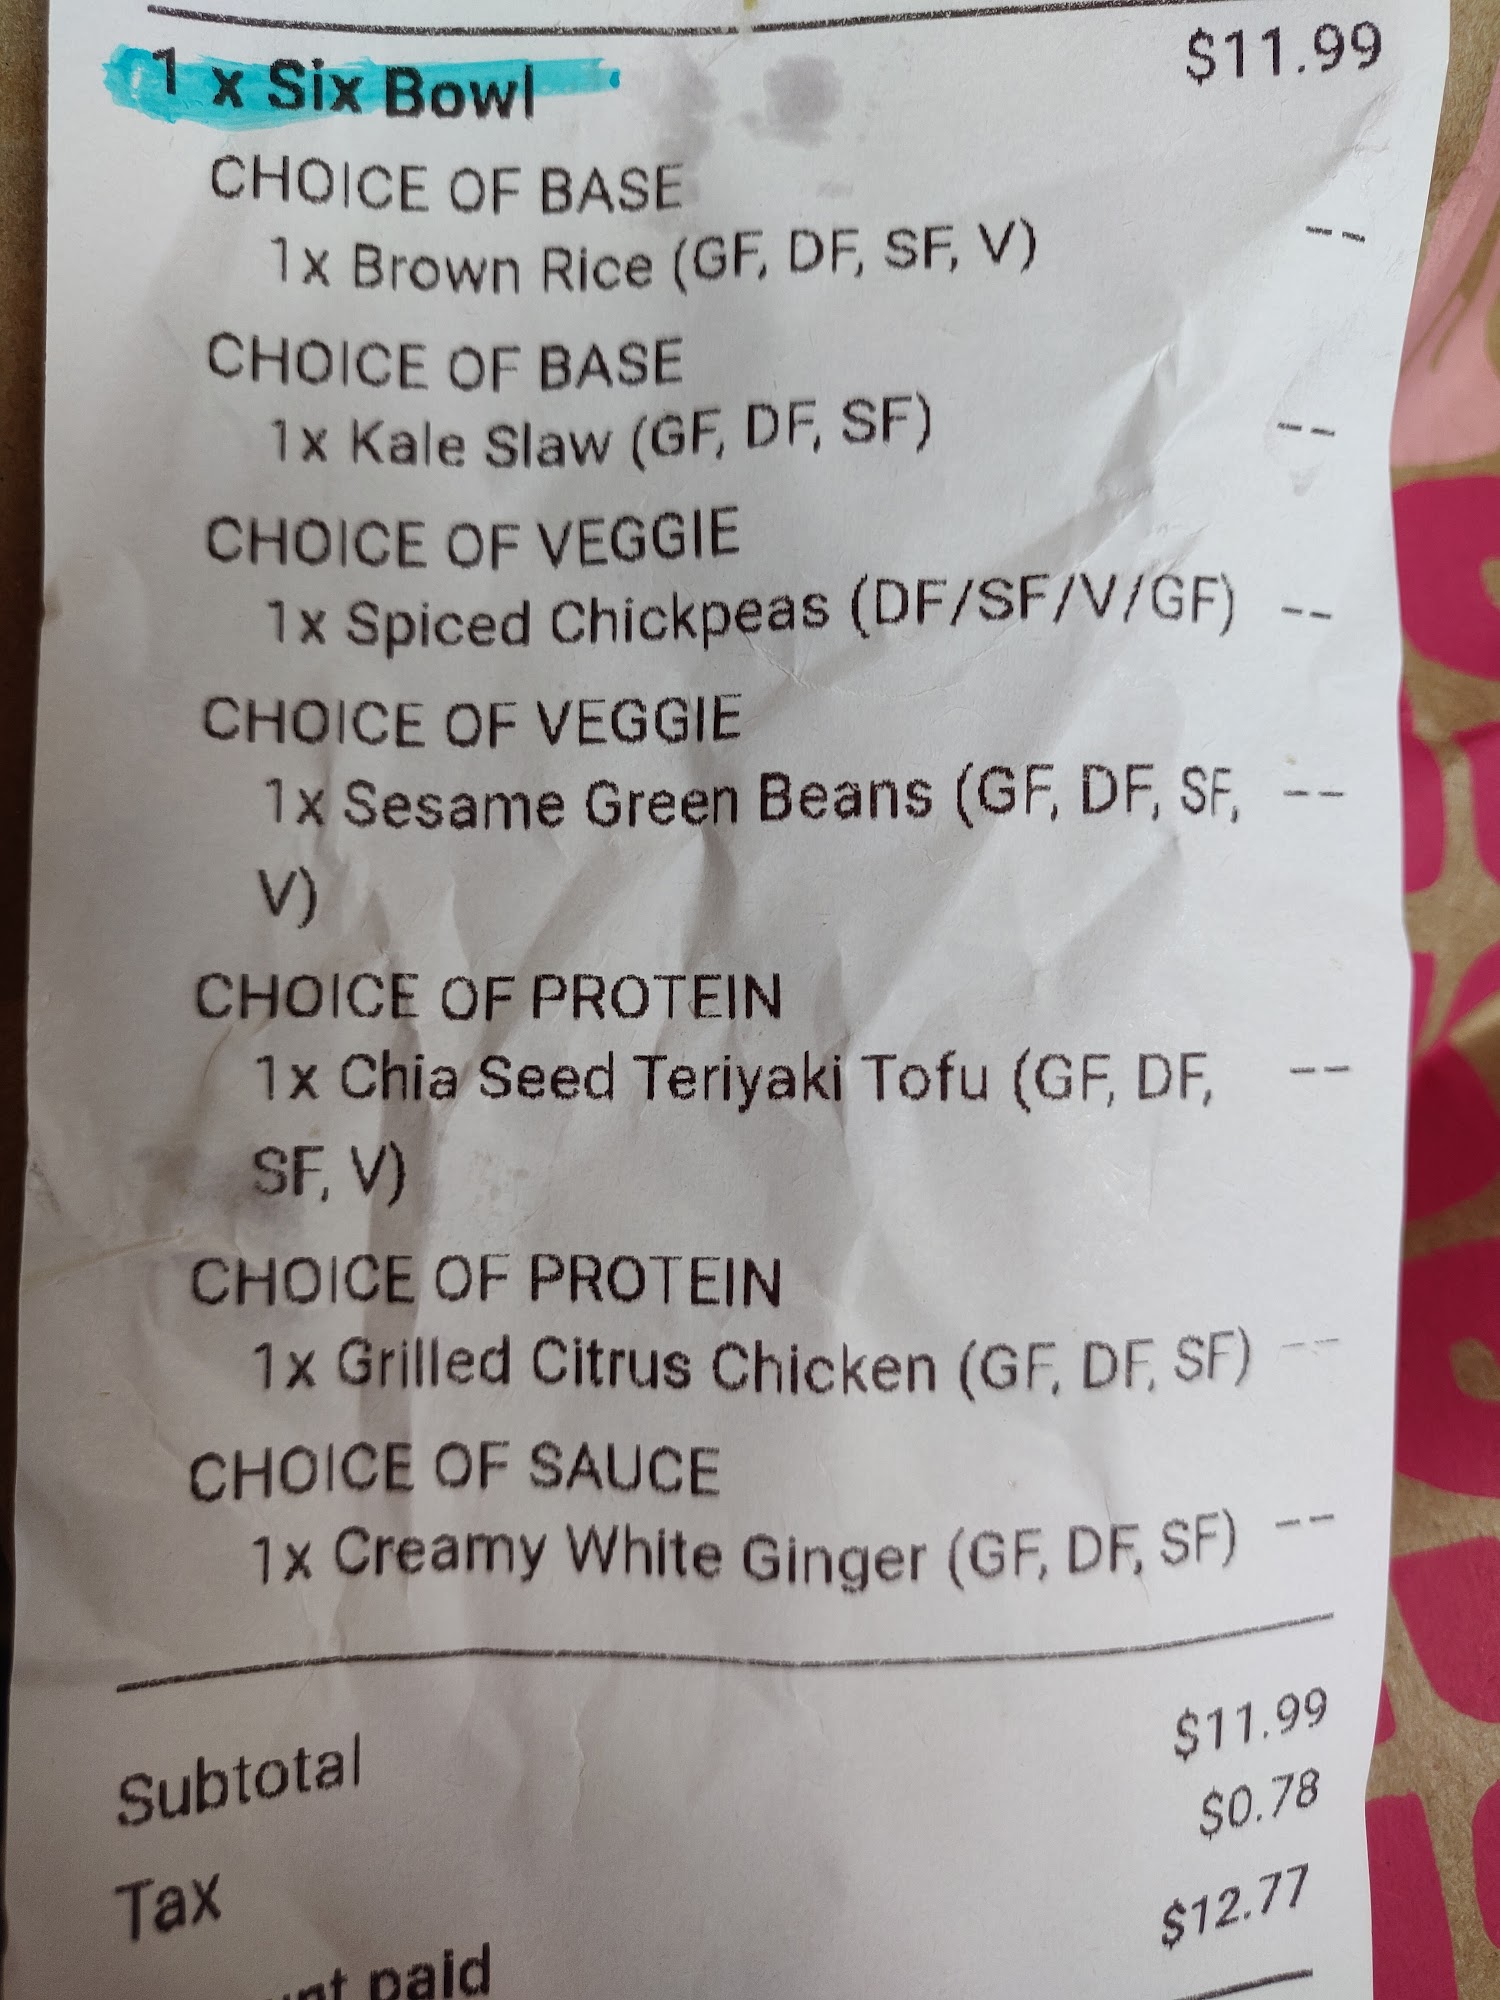 1 x Six Bowl $11.99
CHOICE OF BASE
1x Brown Rice (GF, DF, SF, V) --
CHOICE OF BASE
1x Kale Slaw (GF, DF, SF) --
CHOICE OF VEGGIE
1x Spiced Chickpeas (DF/SF/V/GF) --
CHOICE OF VEGGIE
1x Sesame Green Beans (GF, DF, SF, --
V)
CHOICE OF PROTEIN
1x Chia Seed Teriyaki Tofu (GF, DF, --
SF, V)
CHOICE OF PROTEIN
1x Grilled Citrus Chicken (GF, DF, SF) --
CHOICE OF SAUCE
1x Creamy White Ginger (GF, DF, SF) --
Subtotal $11.99
Tax $0.78
paid $12.77